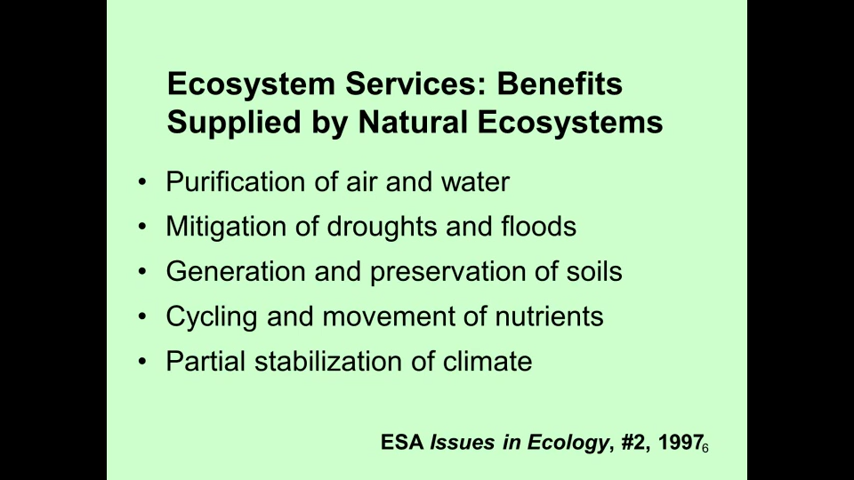 Ecosystem Services: Benefits
Supplied by Natural Ecosystems
• Purification of air and water
• Mitigation of droughts and floods
• Generation and preservation of soils
• Cycling and movement of nutrients
• Partial stabilization of climate
ESA Issues in Ecology, #2, 1997
6